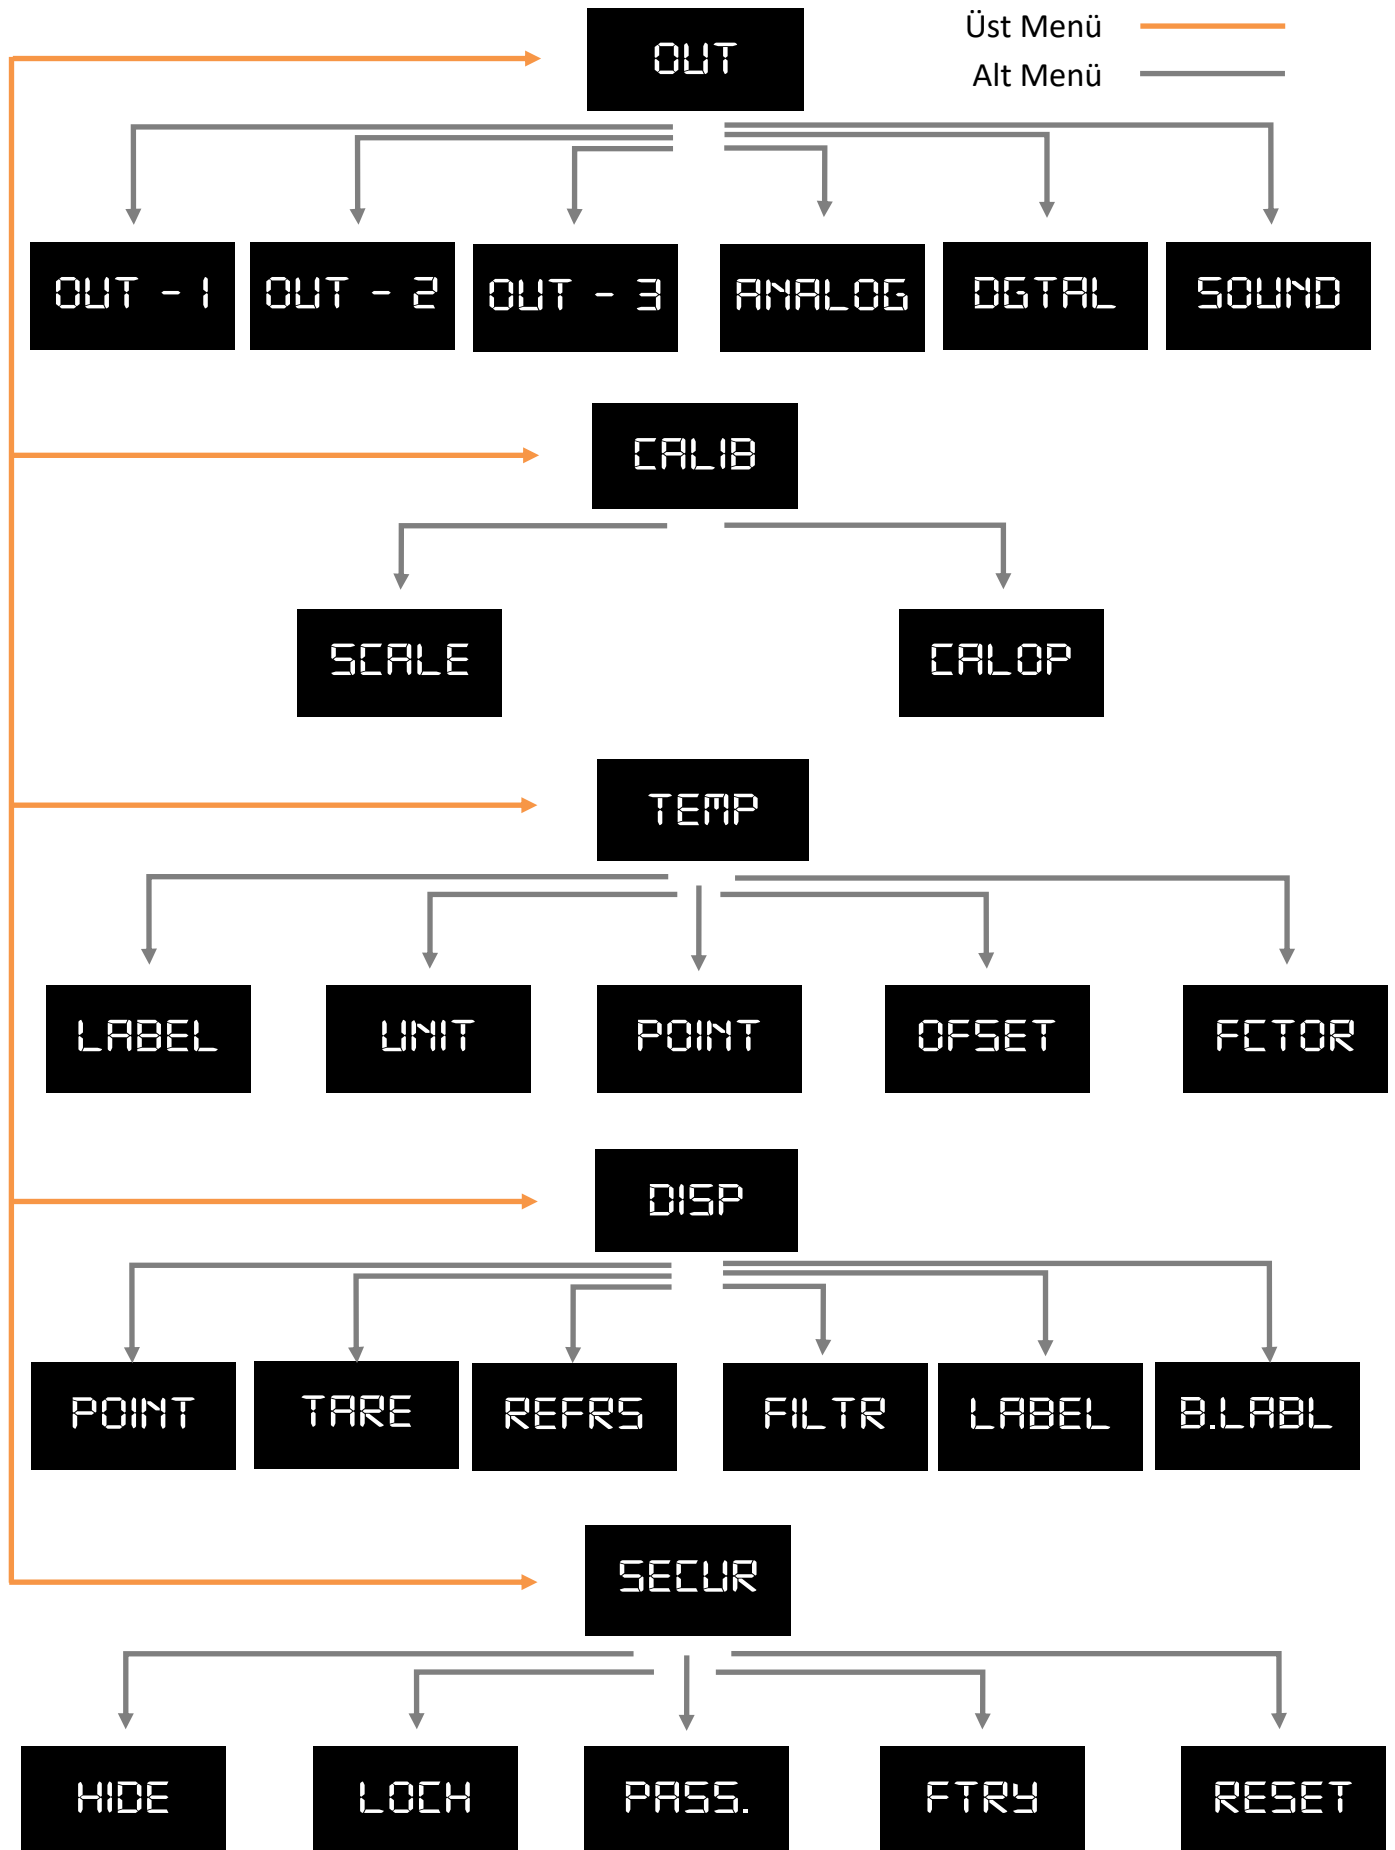 OUT
Üst Menü
Alt Menü
OUT - 1
OUT - 2
OUT - 3
ANALOG
DGTAL
SOUND
CALIB
SCALE
CALOP
TEMP
LABEL
UNIT
POINT
OFSET
FCTOR
DISP
POINT
TARE
REFRS
FILTR
LABEL
B.LABL
SECUR
HIDE
LOCH
PASS.
FTRY
RESET